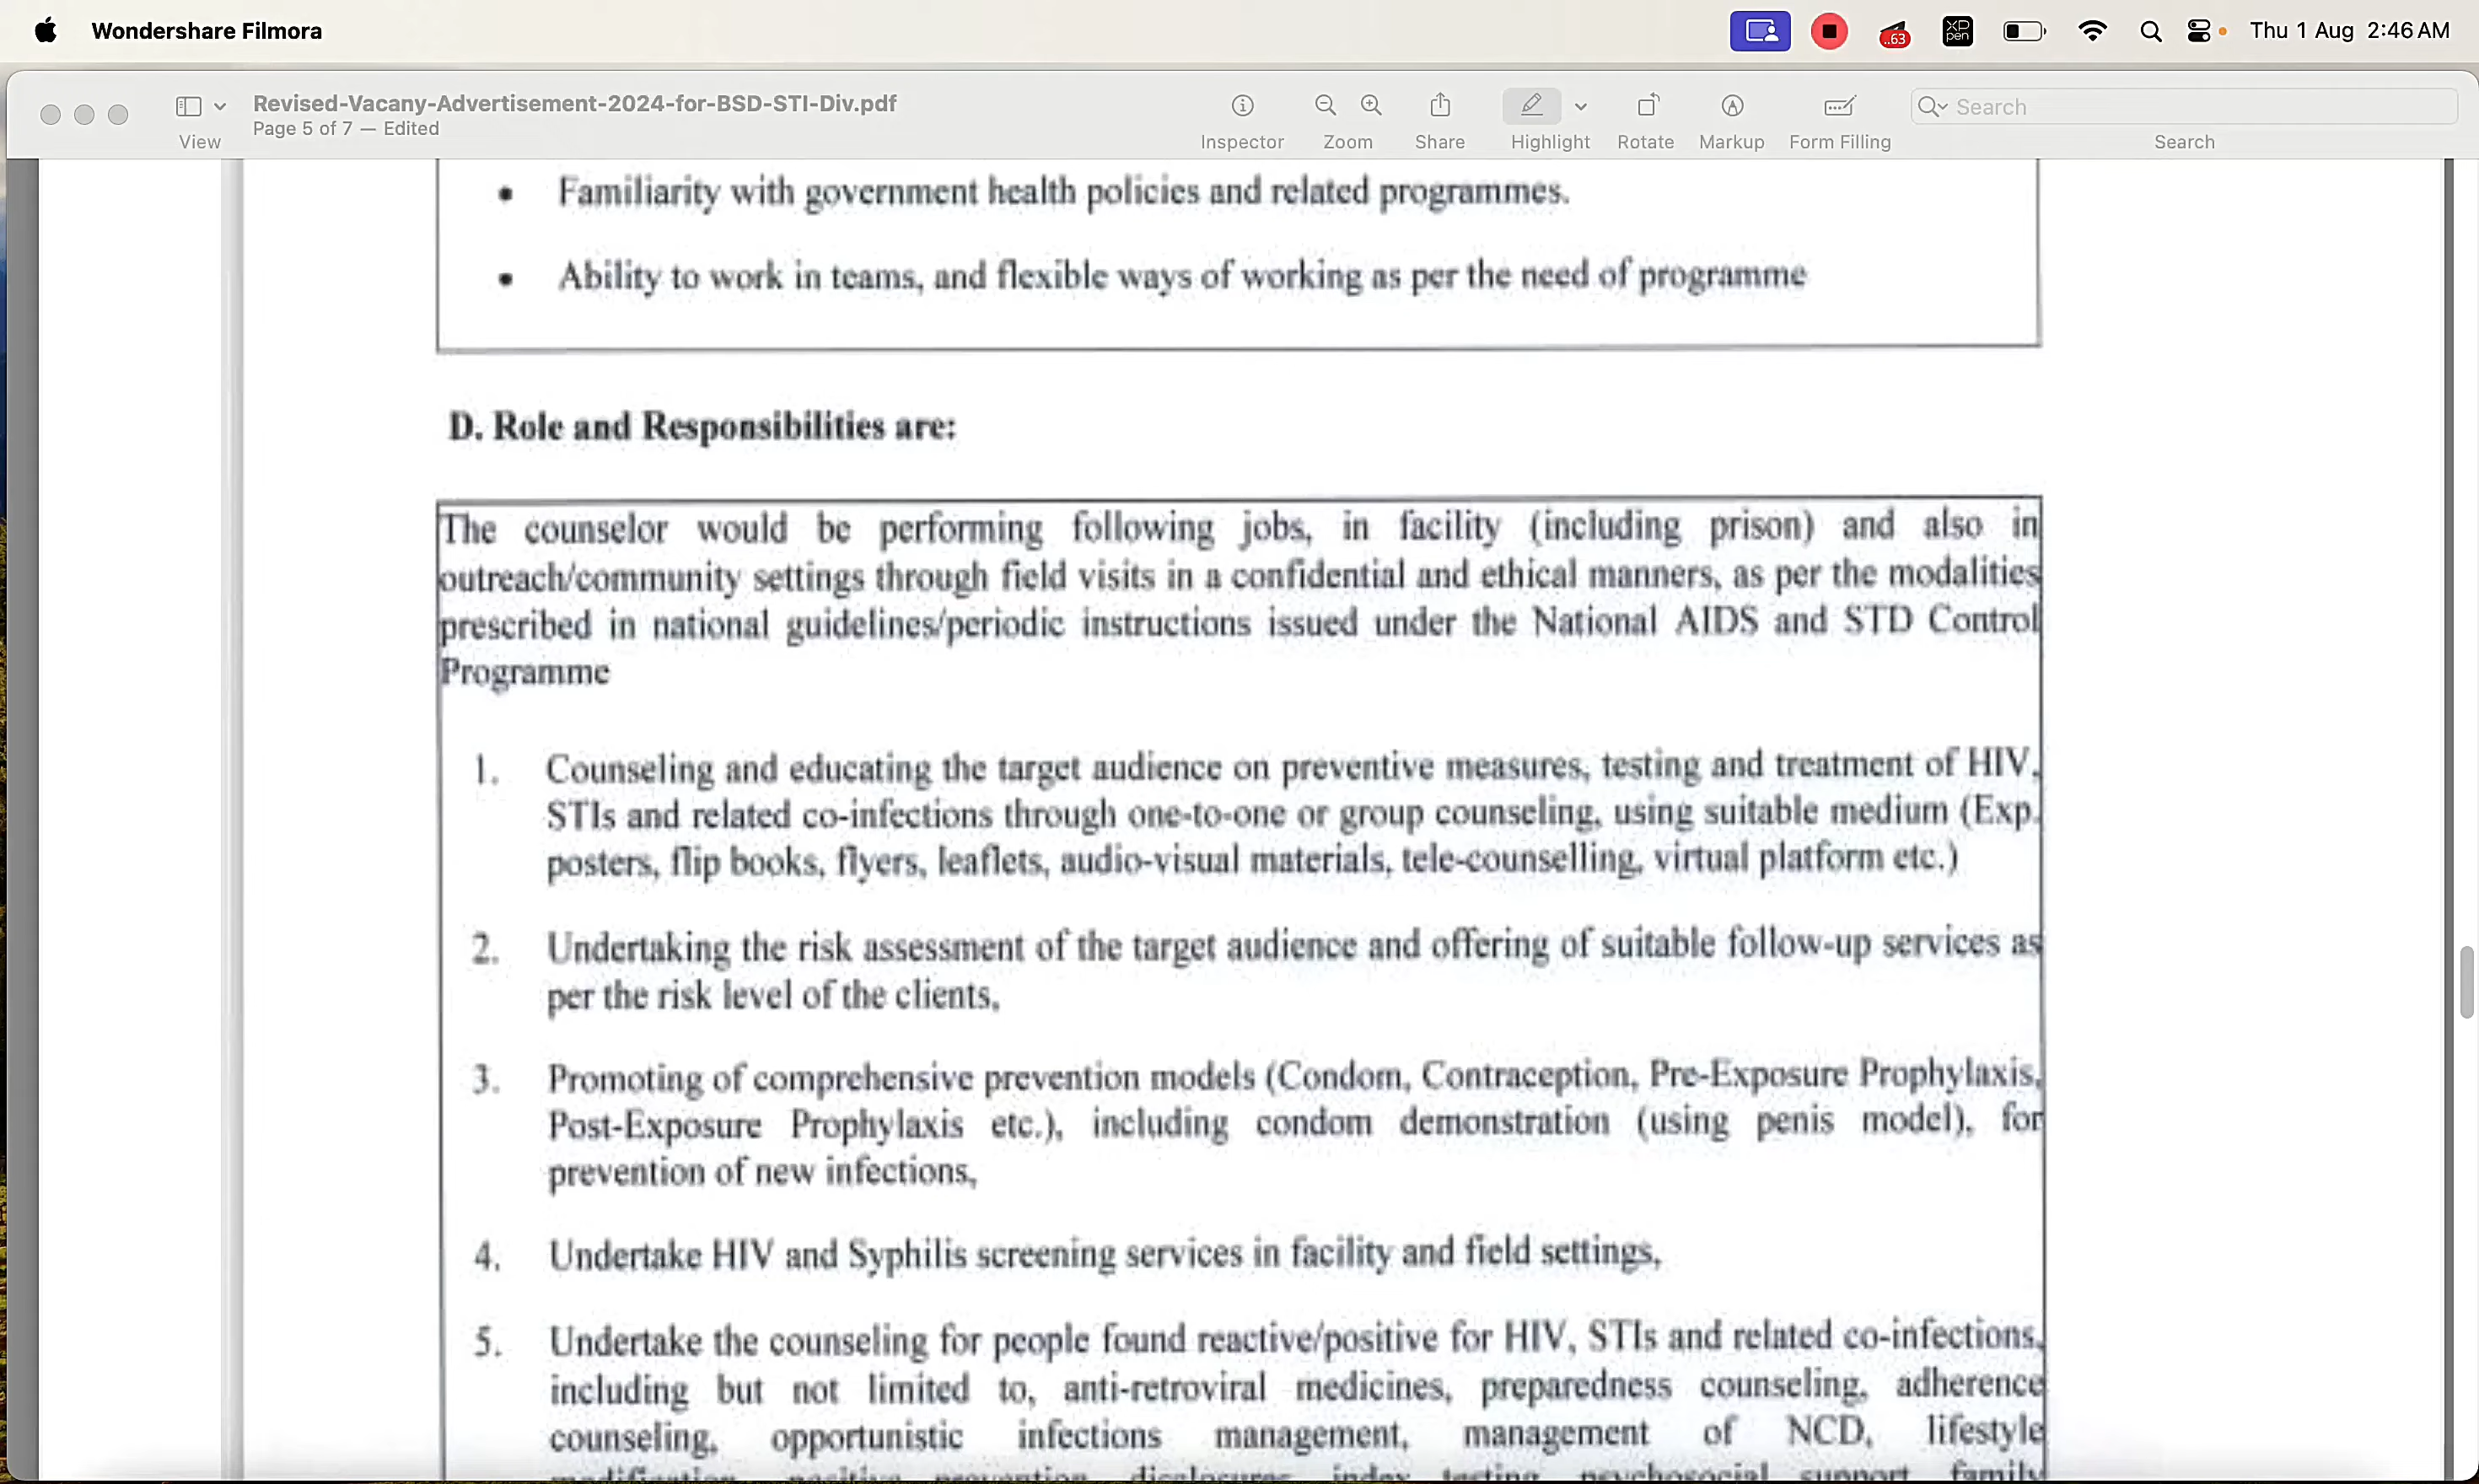 Wondershare Filmora
..63
XP
pen
Thu 1 Aug 2:46 AM
Revised-Vacany-Advertisement-2024-for-BSD-STI-Div.pdf
Page 5 of 7 — Edited
View
Inspector
Zoom
Share
Highlight
Rotate
Markup
Form Filling
Search
Search
• Familiarity with government health policies and related programmes.
• Ability to work in teams, and flexible ways of working as per the need of programme
D. Role and Responsibilities are:
The counselor would be performing following jobs, in facility (including prison) and also in
outreach/community settings through field visits in a confidential and ethical manners, as per the modalities
prescribed in national guidelines/periodic instructions issued under the National AIDS and STD Control
Programme
1. Counseling and educating the target audience on preventive measures, testing and treatment of HIV,
STIs and related co-infections through one-to-one or group counseling, using suitable medium (Exp.
posters, flip books, flyers, leaflets, audio-visual materials, tele-counselling, virtual platform etc.)
2. Undertaking the risk assessment of the target audience and offering of suitable follow-up services as
per the risk level of the clients,
3. Promoting of comprehensive prevention models (Condom, Contraception, Pre-Exposure Prophylaxis,
Post-Exposure Prophylaxis etc.), including condom demonstration (using penis model), for
prevention of new infections,
4. Undertake HIV and Syphilis screening services in facility and field settings,
5. Undertake the counseling for people found reactive/positive for HIV, STIs and related co-infections,
including but not limited to, anti-retroviral medicines, preparedness counseling, adherence
counseling, opportunistic infections management, management of NCD, lifestyle
modification, positive prevention, disclosures, index testing, psychosocial support, family